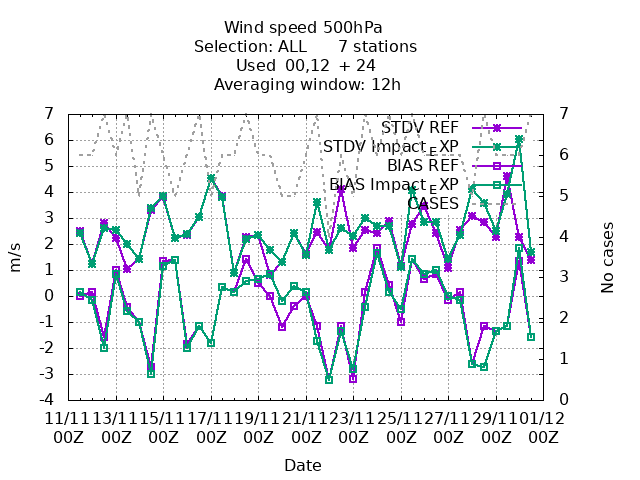 Wind speed 500hPa
Selection: ALL 7 stations
Used 00,12 + 24
Averaging window: 12h
7 7
6 6
5 5
4 4
3 3
2 2
1 1
0 0
-1
-2
-3
-4
STDV REF
STDV Impact_EXP
BIAS REF
BIAS Impact_EXP
CASES
m/s
No cases
11/11 13/11 15/11 17/11 19/11 21/11 23/11 25/11 27/11 29/11 01/12
00Z 00Z 00Z 00Z 00Z 00Z 00Z 00Z 00Z 00Z 00Z
Date